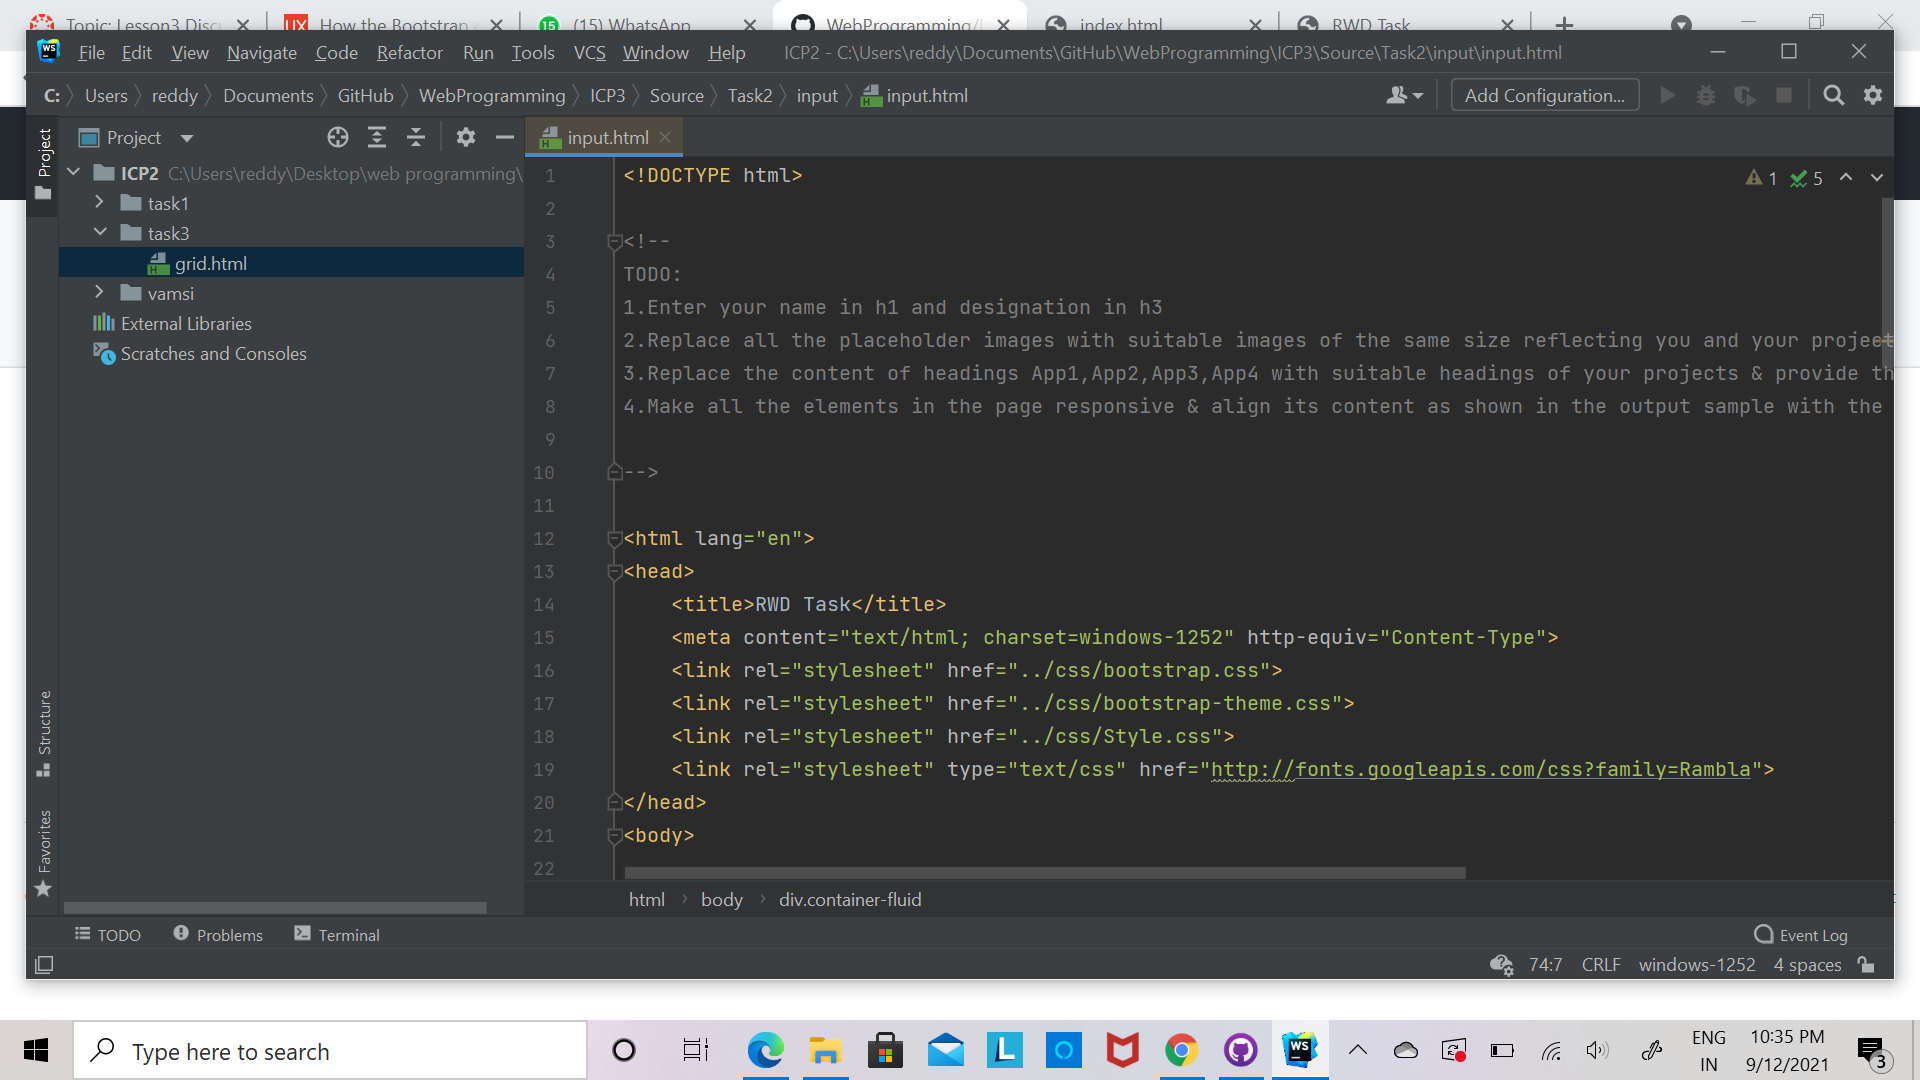 Topic: Lesson3 Disc
UX How the Bootstrap
15 (15) WhatsApp
WebProgramming/I
index.html
RWD Task
WS File Edit View Navigate Code Refactor Run Tools VCS Window Help ICP2 - C:\Users\reddy\Documents\GitHub\WebProgramming\ICP3\Source\Task2\input\input.html
C: Users reddy Documents GitHub WebProgramming ICP3 Source Task2 input input.html Add Configuration...
Project
Project
input.html
ICP2 C:\Users\reddy\Desktop\web programming\
task1
task3
grid.html
vamsi
External Libraries
Scratches and Consoles
Structure
Favorites
1 5
1 <!DOCTYPE html>
2
3 <!--
4 TODO:
5 1.Enter your name in h1 and designation in h3
6 2.Replace all the placeholder images with suitable images of the same size reflecting you and your project
7 3.Replace the content of headings App1,App2,App3,App4 with suitable headings of your projects & provide th
8 4.Make all the elements in the page responsive & align its content as shown in the output sample with the
9
10 -->
11
12 <html lang="en">
13 <head>
14 <title>RWD Task</title>
15 <meta content="text/html; charset=windows-1252" http-equiv="Content-Type">
16 <link rel="stylesheet" href="../css/bootstrap.css">
17 <link rel="stylesheet" href="../css/bootstrap-theme.css">
18 <link rel="stylesheet" href="../css/Style.css">
19 <link rel="stylesheet" type="text/css" href="http://fonts.googleapis.com/css?family=Rambla">
20 </head>
21 <body>
22
html body div.container-fluid
TODO Problems Terminal Event Log
74:7 CRLF windows-1252 4 spaces
Type here to search
L
WS
ENG
IN
10:35 PM
9/12/2021
3